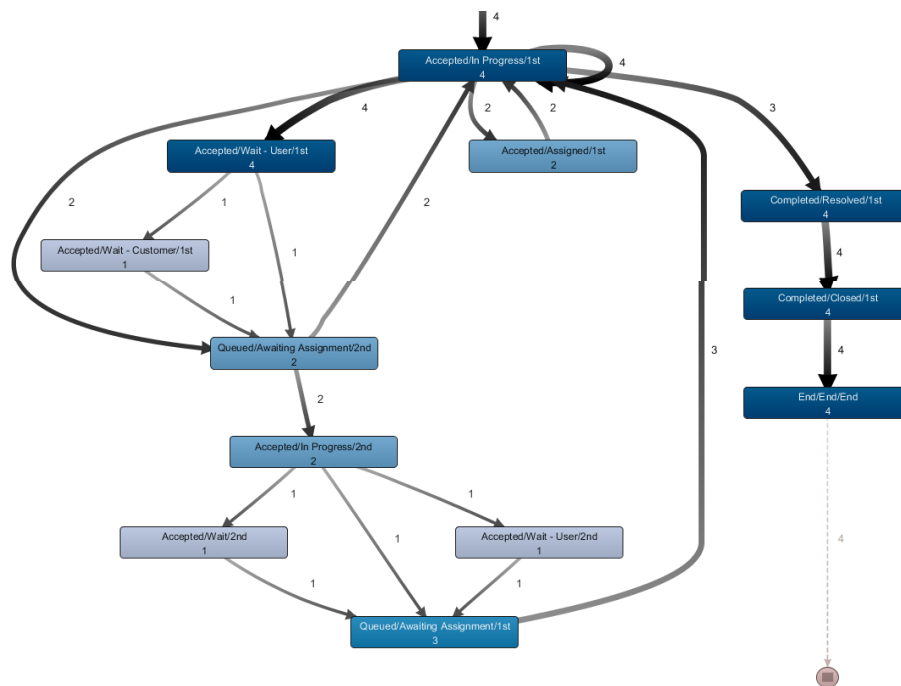 4
Accepted/In Progress/1st
4
4
4
3
2
2
Accepted/Wait - User/1st
4
Accepted/Assigned/1st
2
2
1
2
Completed/Resolved/1st
4
Accepted/Wait - Customer/1st
1
1
4
1
Completed/Closed/1st
4
Queued/Awaiting Assignment/2nd
2
3
4
2
End/End/End
4
Accepted/In Progress/2nd
2
1
1
Accepted/Wait/2nd
1
1
Accepted/Wait - User/2nd
1
4
1
1
Queued/Awaiting Assignment/1st
3